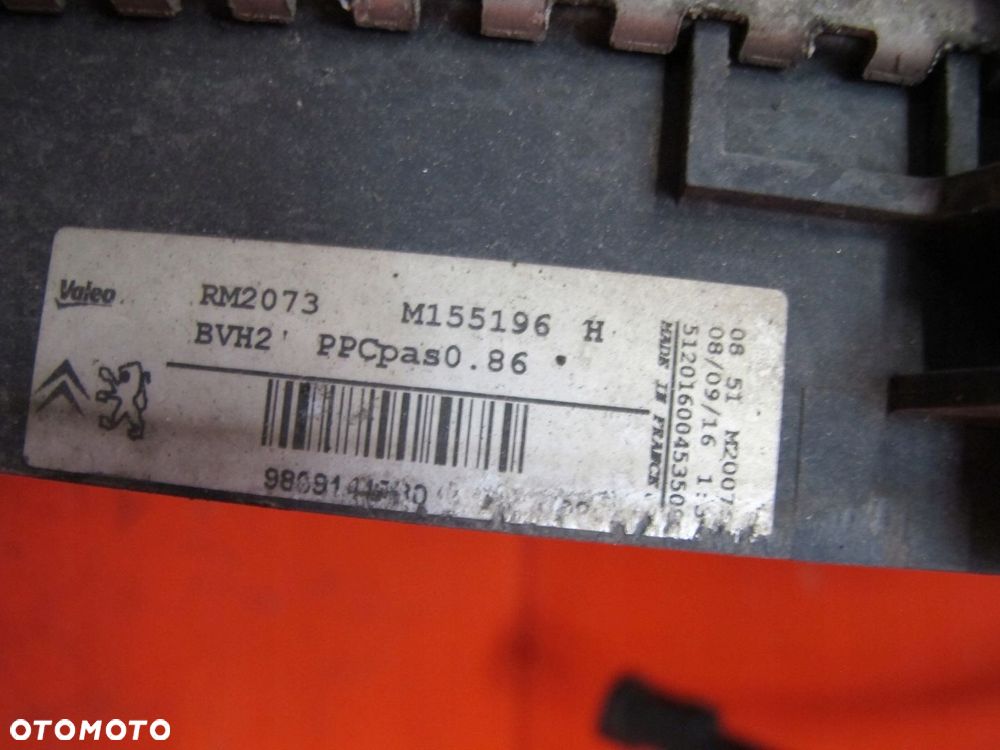 Valeo
RM2073 M155196 H
BVH2 PPCpas0.86
MADE IN FRANCE
08 51 M2007
08/09/16
OTOMOTO